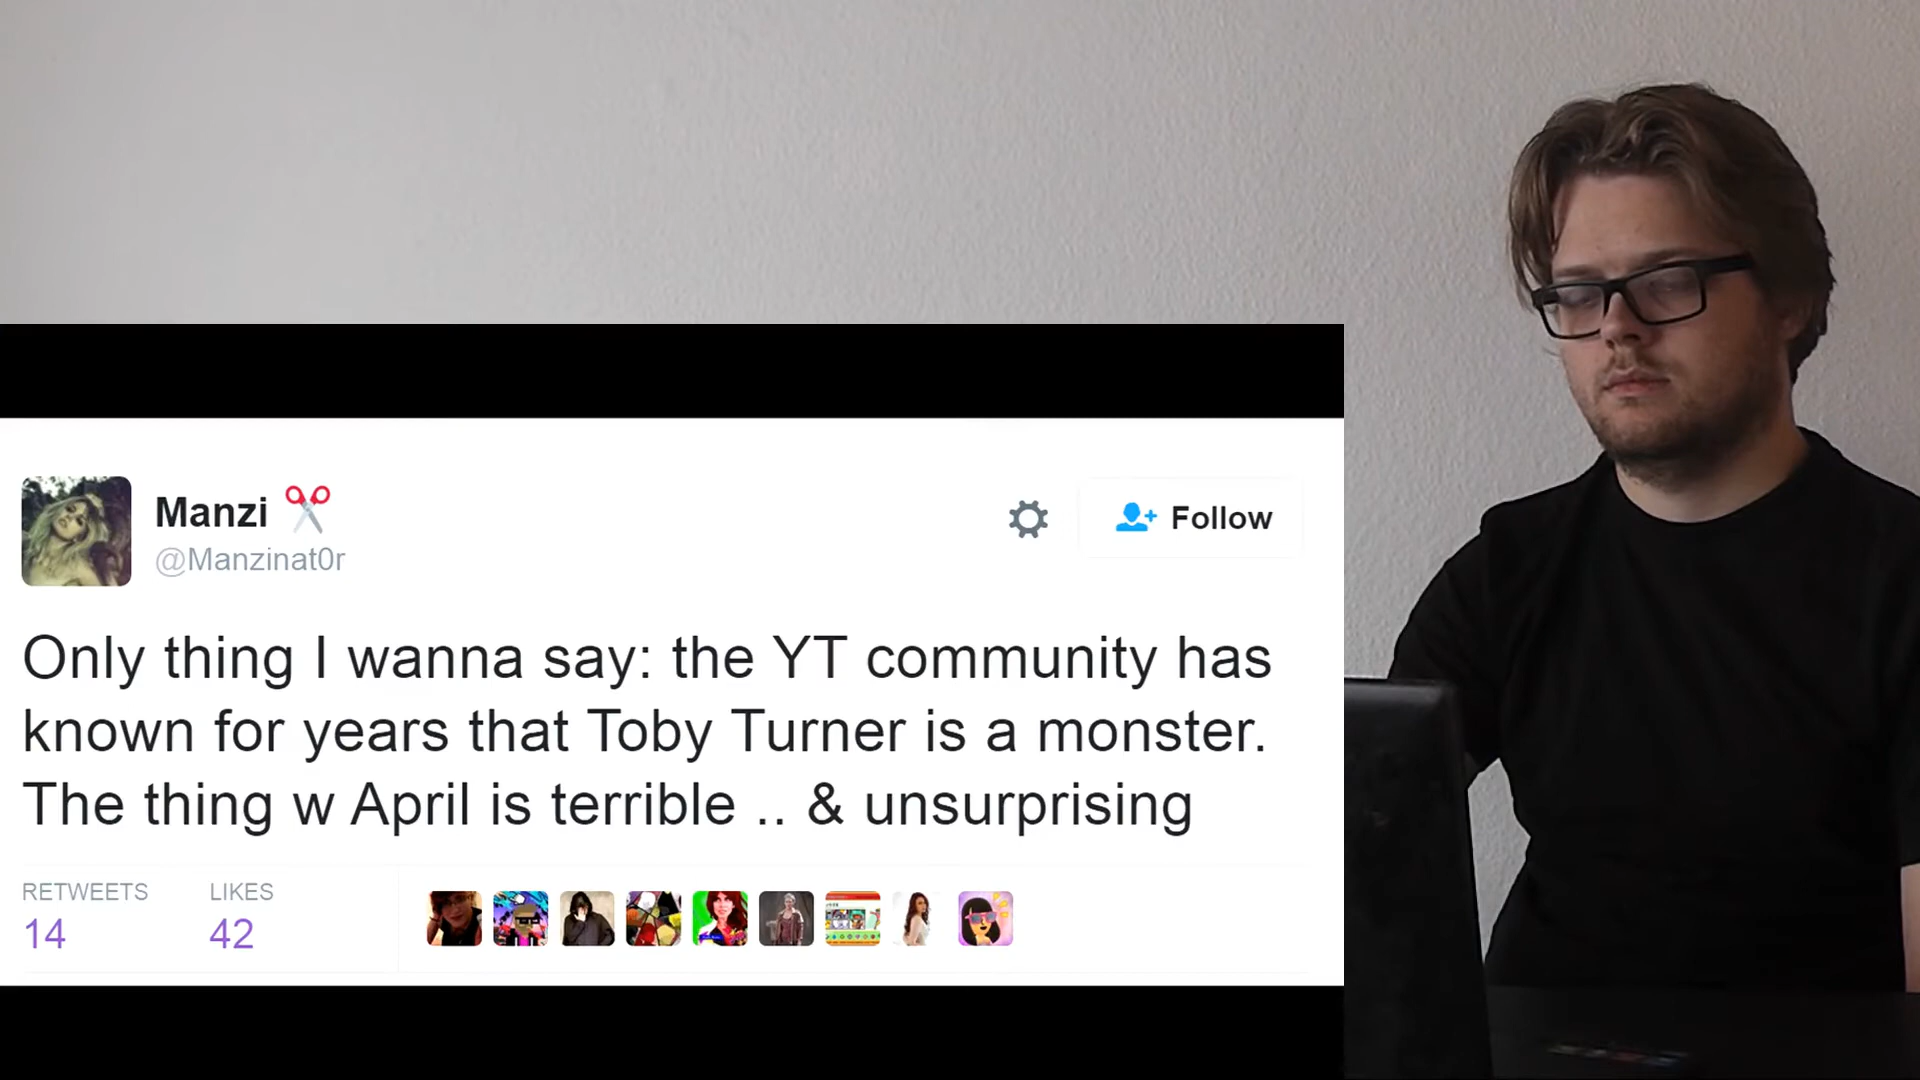 Manzi
@Manzinat0r
Follow
Only thing I wanna say: the YT community has
known for years that Toby Turner is a monster.
The thing w April is terrible .. & unsurprising
RETWEETS
14
LIKES
42